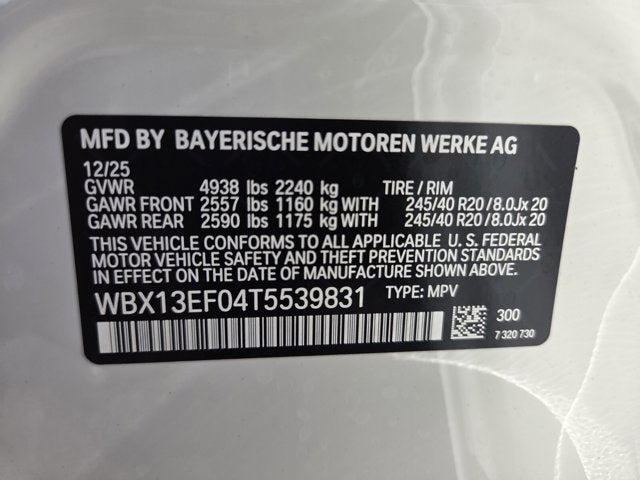 MFD BY BAYERISCHE MOTOREN WERKE AG
12/25
GVWR 4938 lbs 2240 kg TIRE / RIM
GAWR FRONT 2557 lbs 1160 kg WITH 245/40 R20 / 8.0Jx 20
GAWR REAR 2590 lbs 1175 kg WITH 245/40 R20 / 8.0Jx 20
THIS VEHICLE CONFORMS TO ALL APPLICABLE U. S. FEDERAL
MOTOR VEHICLE SAFETY AND THEFT PREVENTION STANDARDS
IN EFFECT ON THE DATE OF MANUFACTURE SHOWN ABOVE.
WBX13EF04T5539831 TYPE: MPV
300
7 320 730